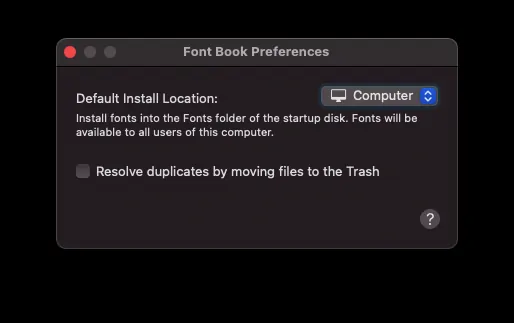 Font Book Preferences
Default Install Location: Computer
Install fonts into the Fonts folder of the startup disk. Fonts will be
available to all users of this computer.
Resolve duplicates by moving files to the Trash
?